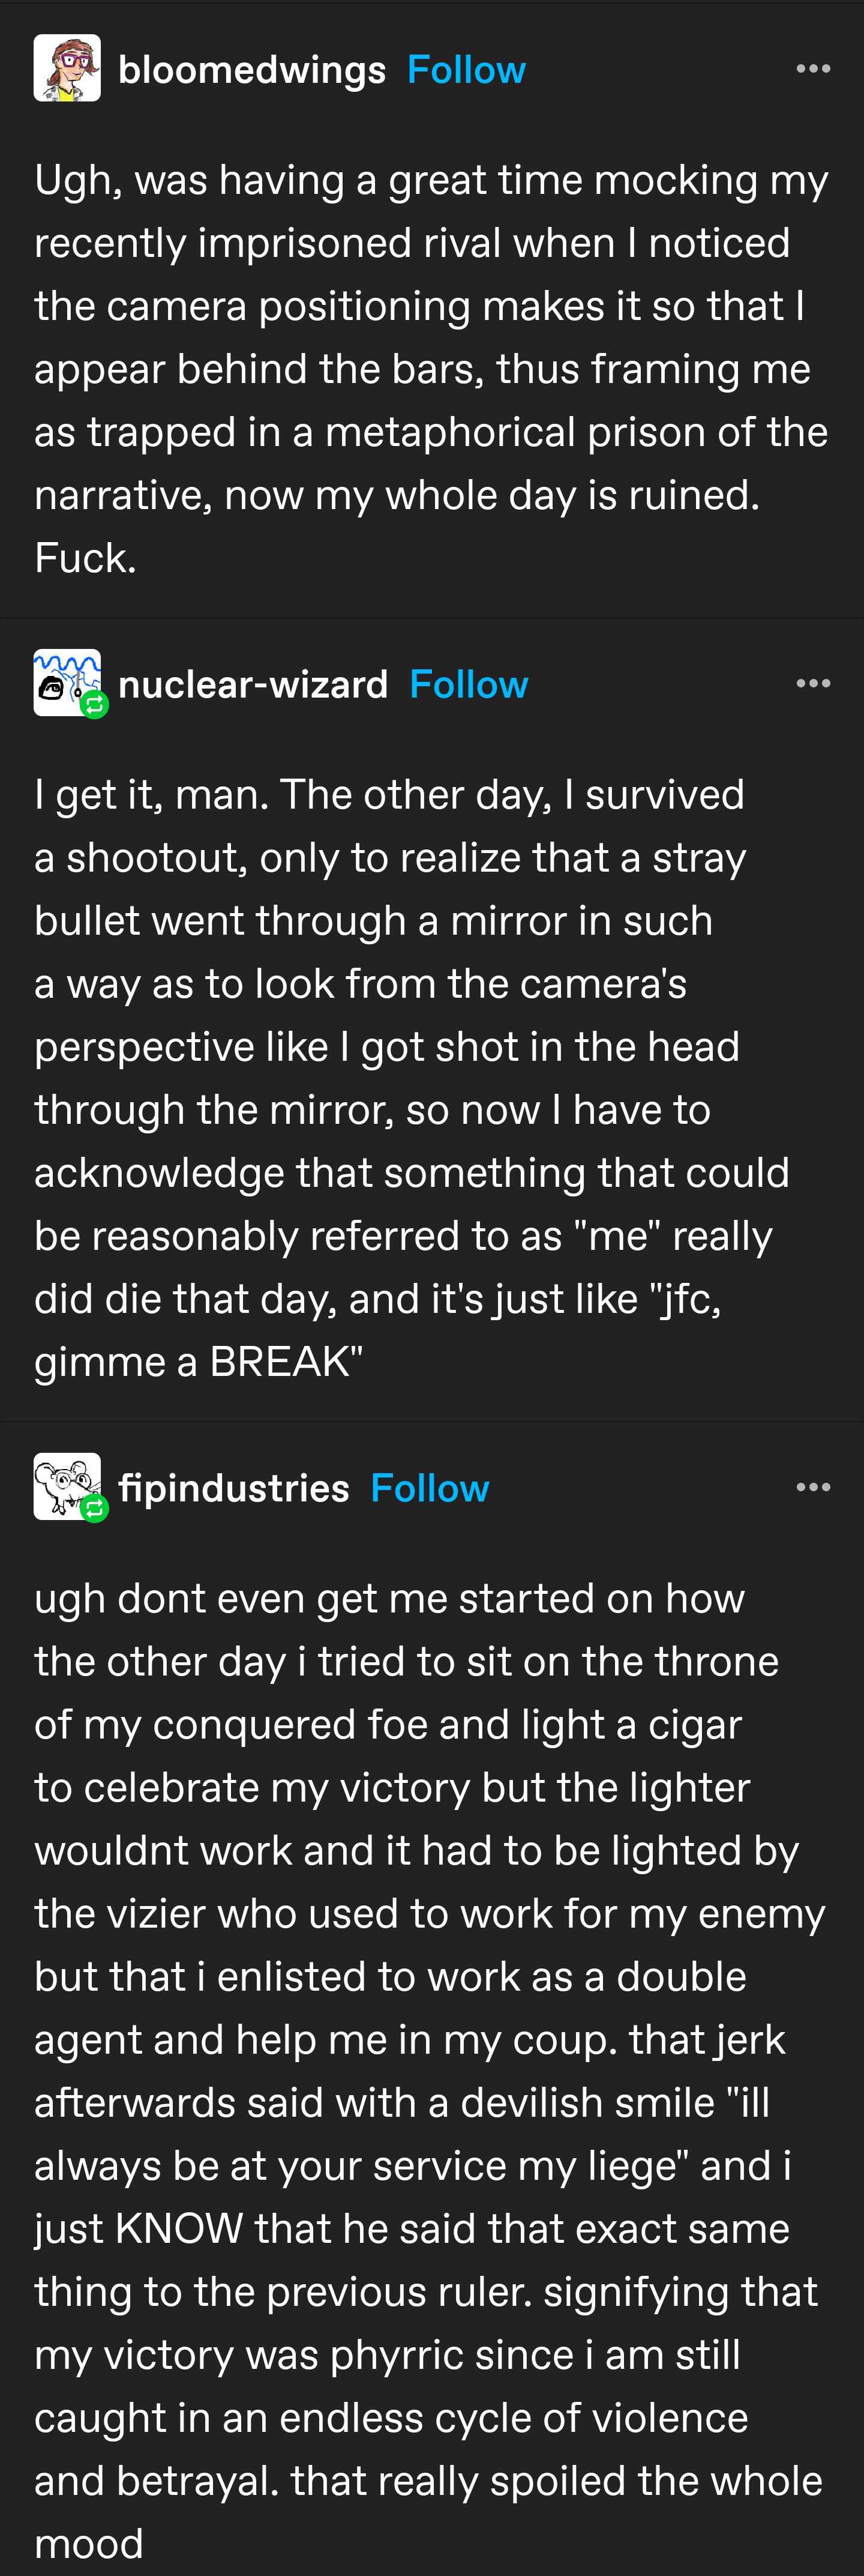 bloomedwings Follow
Ugh, was having a great time mocking my
recently imprisoned rival when I noticed
the camera positioning makes it so that I
appear behind the bars, thus framing me
as trapped in a metaphorical prison of the
narrative, now my whole day is ruined.
Fuck.
nuclear-wizard Follow
I get it, man. The other day, I survived
a shootout, only to realize that a stray
bullet went through a mirror in such
a way as to look from the camera's
perspective like I got shot in the head
through the mirror, so now I have to
acknowledge that something that could
be reasonably referred to as "me" really
did die that day, and it's just like "jfc,
gimme a BREAK"
fipindustries Follow
ugh dont even get me started on how
the other day i tried to sit on the throne
of my conquered foe and light a cigar
to celebrate my victory but the lighter
wouldnt work and it had to be lighted by
the vizier who used to work for my enemy
but that i enlisted to work as a double
agent and help me in my coup. that jerk
afterwards said with a devilish smile "ill
always be at your service my liege" and i
just KNOW that he said that exact same
thing to the previous ruler. signifying that
my victory was phyrric since i am still
caught in an endless cycle of violence
and betrayal. that really spoiled the whole
mood